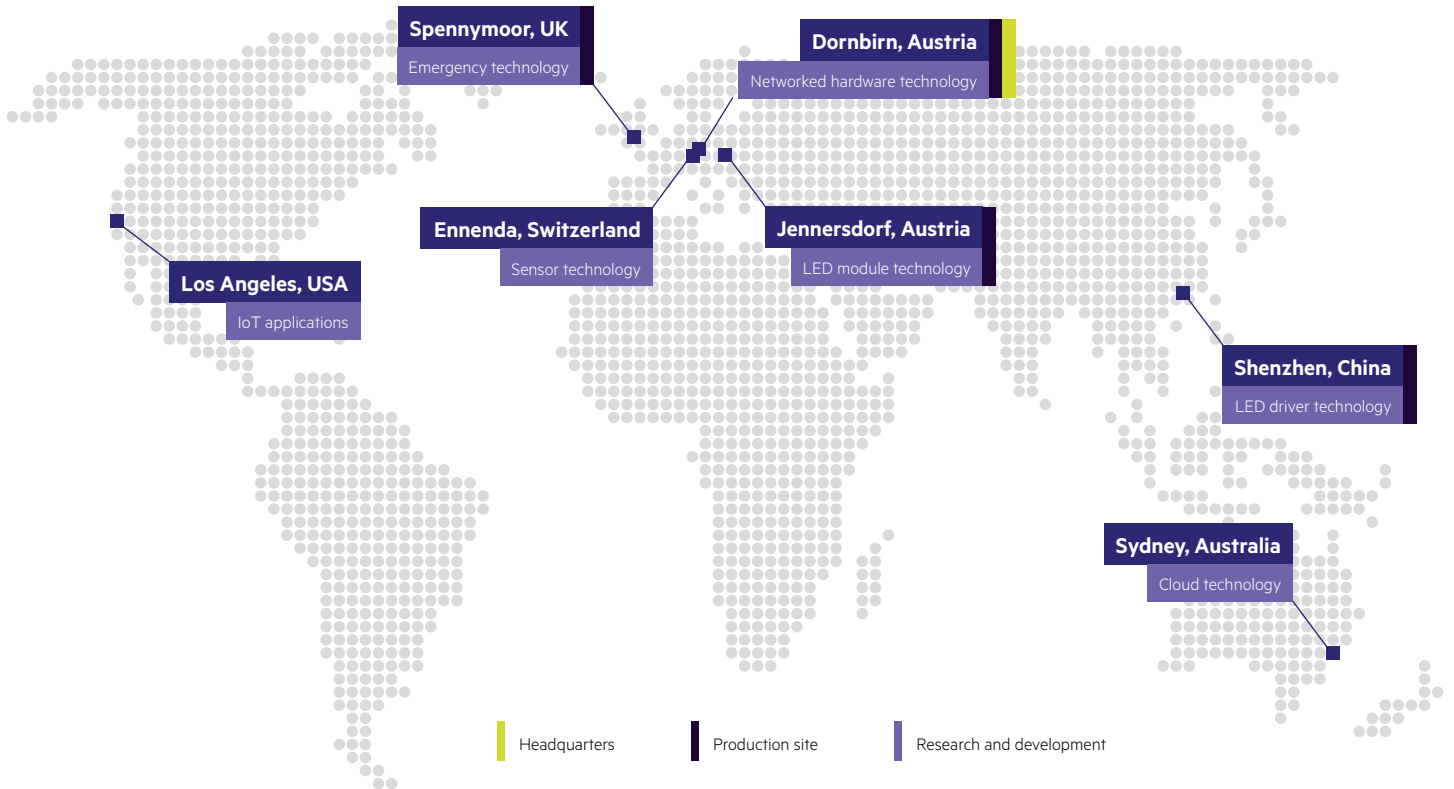 Spennymoor, UK
Emergency technology
Dornbirn, Austria
Networked hardware technology
Ennenda, Switzerland
Sensor technology
Jennersdorf, Austria
LED module technology
Los Angeles, USA
IoT applications
Shenzhen, China
LED driver technology
Sydney, Australia
Cloud technology
Headquarters
Production site
Research and development